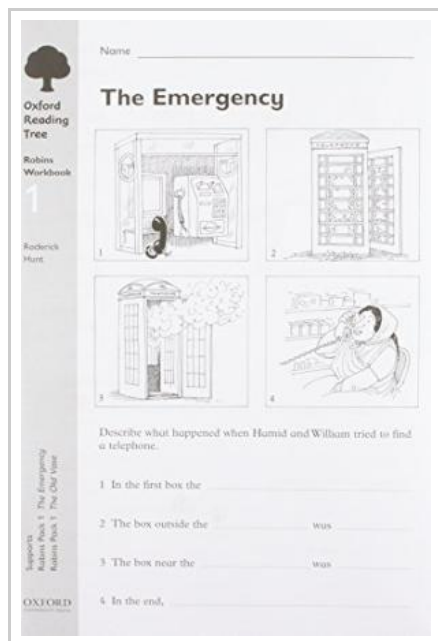 Name
Oxford
Reading
Tree
Robins
Workbook
1
Roderick
Hunt
The Emergency
TELEPHONE
1
2
3
4
Describe what happened when Hamid and William tried to find
a telephone.
1 In the first box the
2 The box outside the was
3 The box near the was
4 In the end,
Supports
Robins Pack 1 The Emergency
Robins Pack 1 The Old Vase
OXFORD